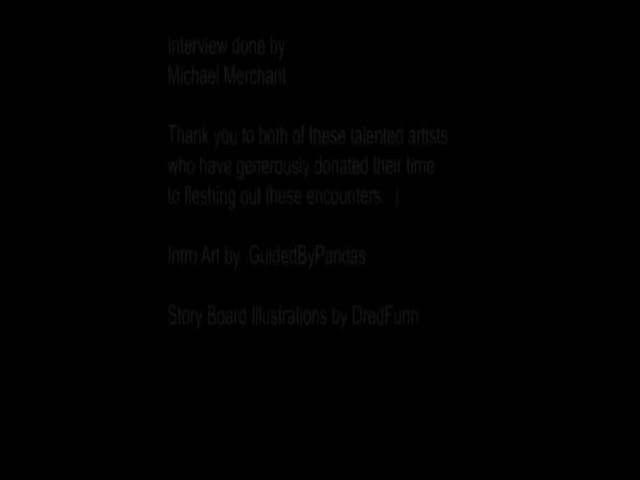 Interview done by
Michael Merchant
Thank you to both of these talented artists
who have generously donated their time
to fleshing out these encounters. :)
Intro Art by GuidedByPandas
Story Board Illustrations by DredFunn